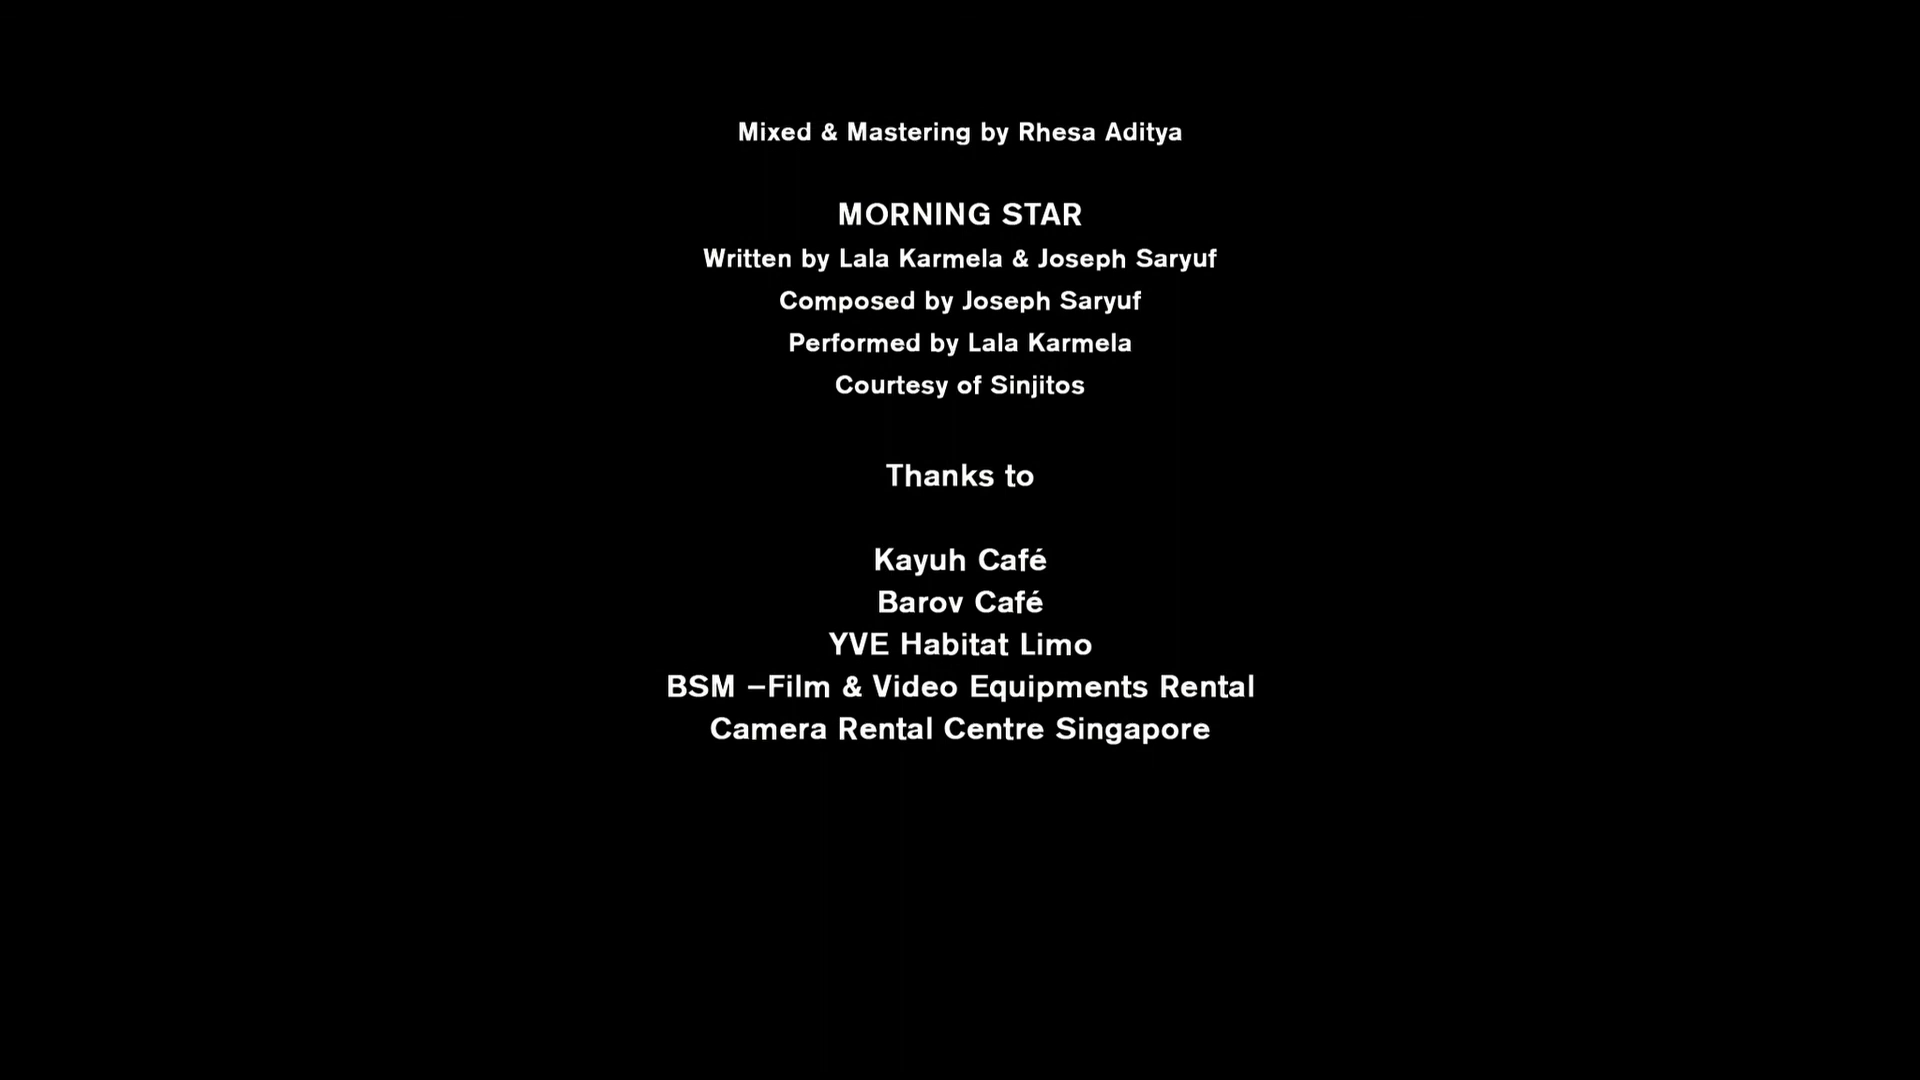 Mixed & Mastering by Rhesa Aditya
MORNING STAR
Written by Lala Karmela & Joseph Saryuf
Composed by Joseph Saryuf
Performed by Lala Karmela
Courtesy of Sinjitos
Thanks to
Kayuh Café
Barov Café
YVE Habitat Limo
BSM –Film & Video Equipments Rental
Camera Rental Centre Singapore